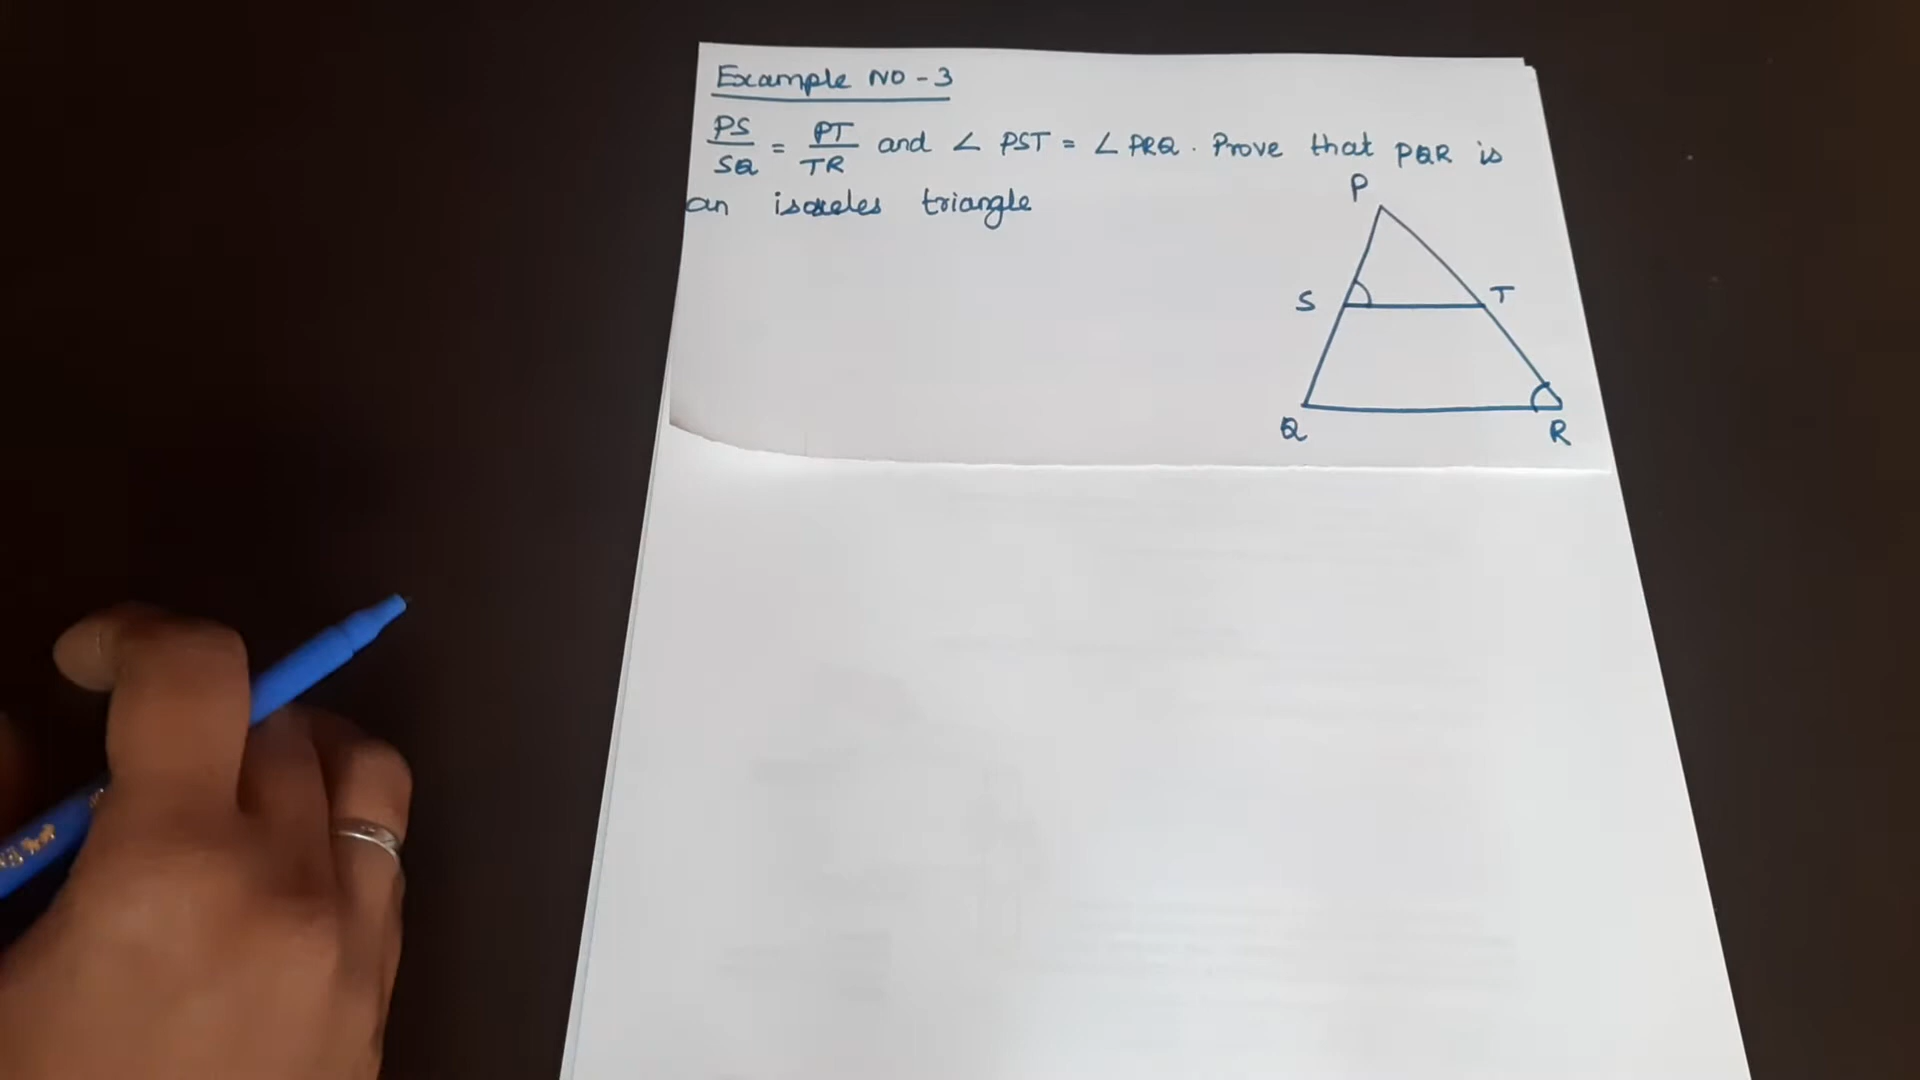 Example NO - 3
PS/SQ = PT/TR and ∠ PST = ∠ PRQ. Prove that PQR is
an isoceles triangle
P
S T
Q R